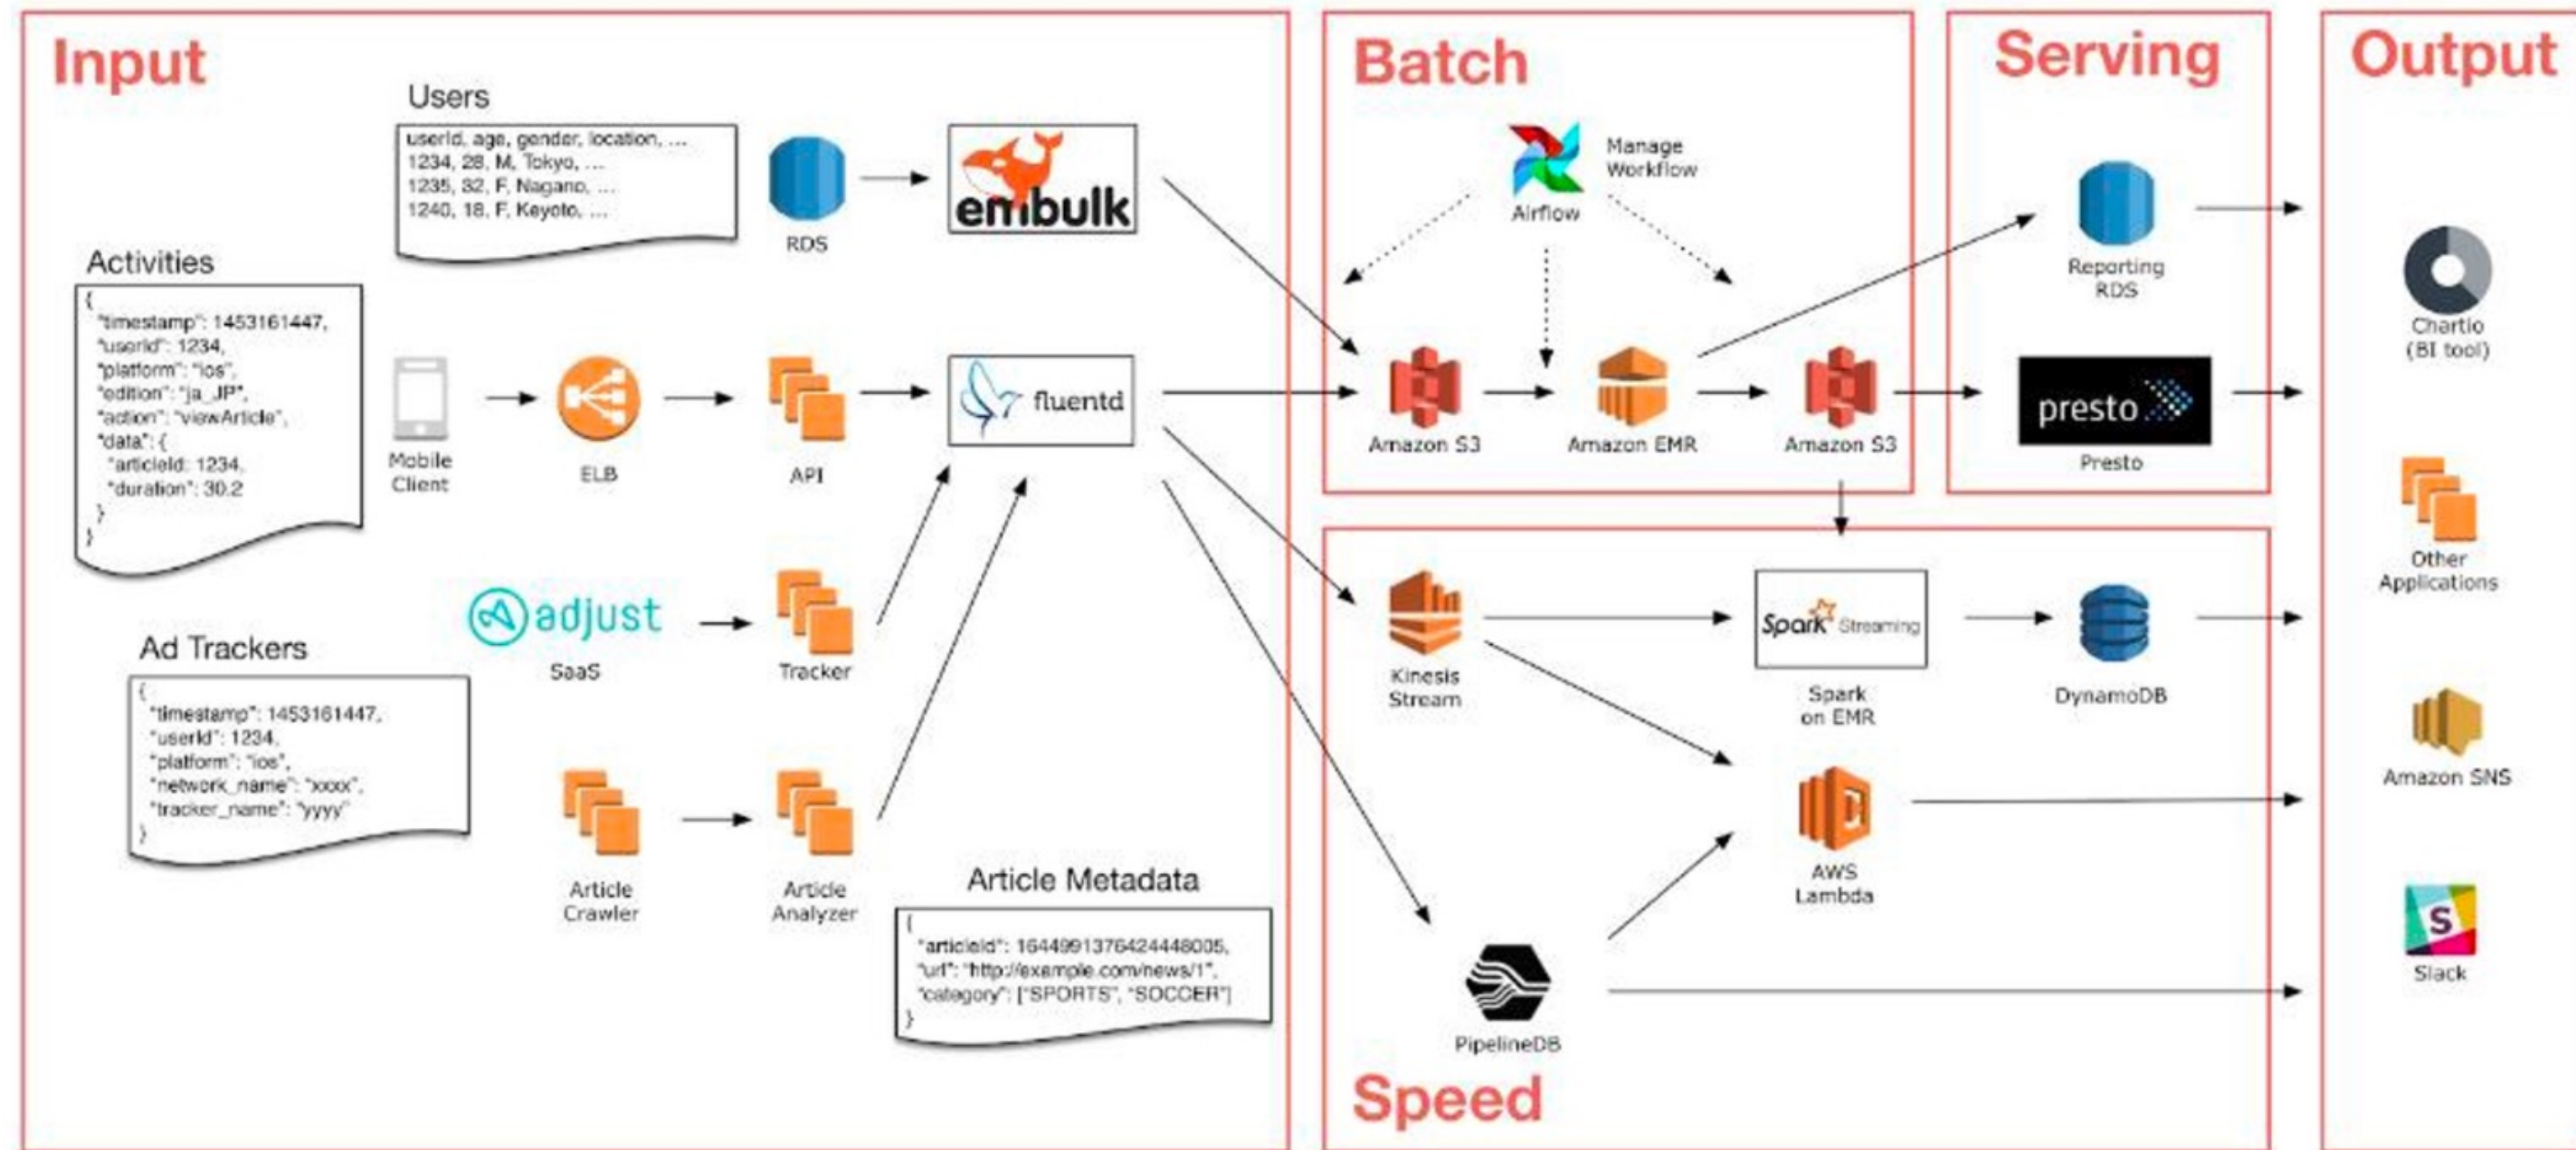 Input
Users
userId, age, gender, location, ...
1234, 28, M, Tokyo, ...
1235, 32, F, Nagano, ...
1240, 18, F, Keyoto, ...
RDS
embulk
Activities
{
"timestamp": 1453161447,
"userId": 1234,
"platform": "ios",
"edition": "ja_JP",
"action": "viewArticle",
"data": {
"articleId: 1234,
"duration": 30.2
}
}
Mobile
Client
ELB
API
fluentd
adjust
SaaS
Tracker
Ad Trackers
{
"timestamp": 1453161447,
"userId": 1234,
"platform": "ios",
"network_name": "xxxx",
"tracker_name": "yyyy"
}
Article
Crawler
Article
Analyzer
Article Metadata
{
"articleId": 1644991376424448005,
"url": "http://example.com/news/1",
"category": ["SPORTS", "SOCCER"]
}
Batch
Manage
Workflow
Airflow
Amazon S3
Amazon EMR
Amazon S3
Serving
Reporting
RDS
presto
Presto
Speed
Kinesis
Stream
Spark Streaming
Spark
on EMR
DynamoDB
AWS
Lambda
PipelineDB
Output
Chartio
(BI tool)
Other
Applications
Amazon SNS
S
Slack